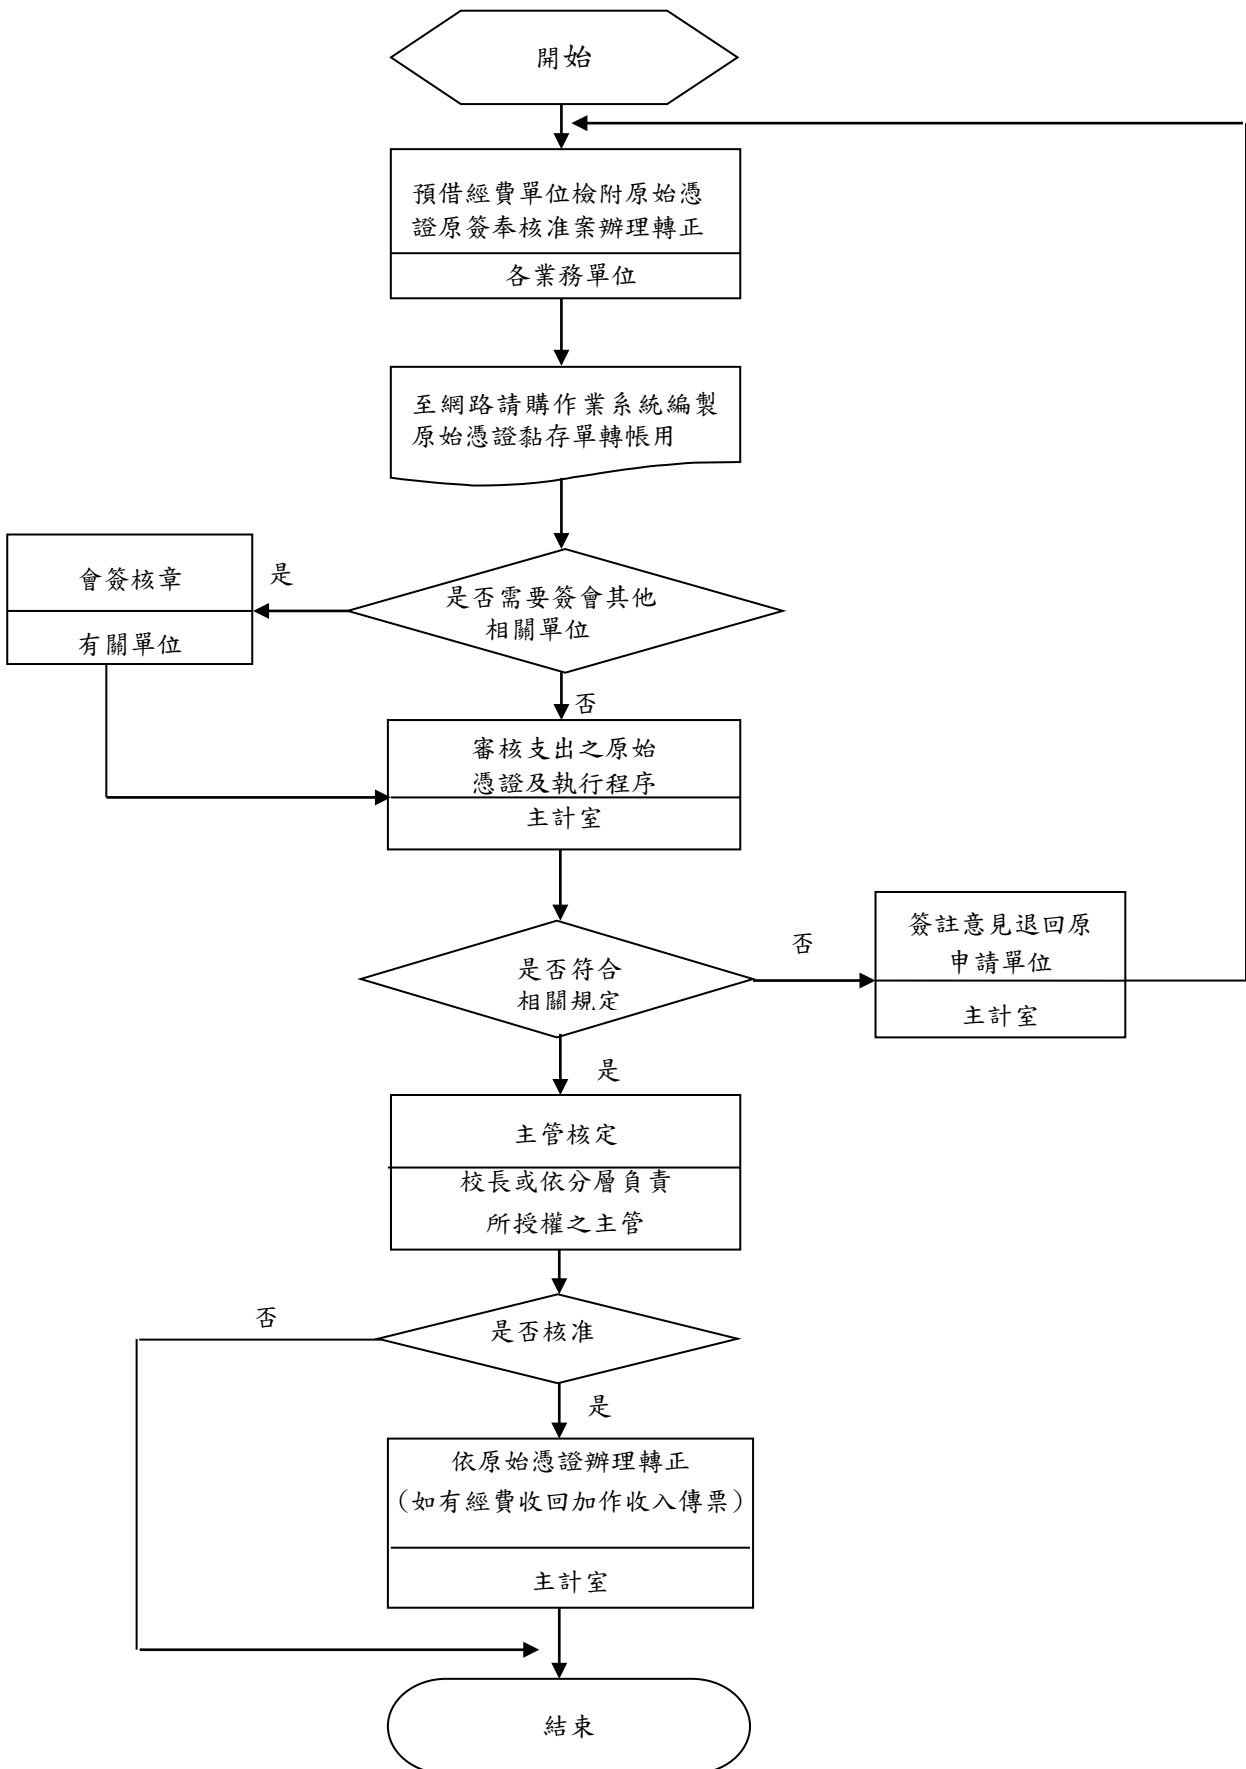 開始
預借經費單位檢附原始憑
證原簽奉核准案辦理轉正
各業務單位
至網路請購作業系統編製
原始憑證黏存單轉帳用
是否需要簽會其他
相關單位
是
會簽核章
有關單位
否
審核支出之原始
憑證及執行程序
主計室
是否符合
相關規定
否
簽註意見退回原
申請單位
主計室
是
主管核定
校長或依分層負責
所授權之主管
是否核准
否
是
依原始憑證辦理轉正
(如有經費收回加作收入傳票)
主計室
結束